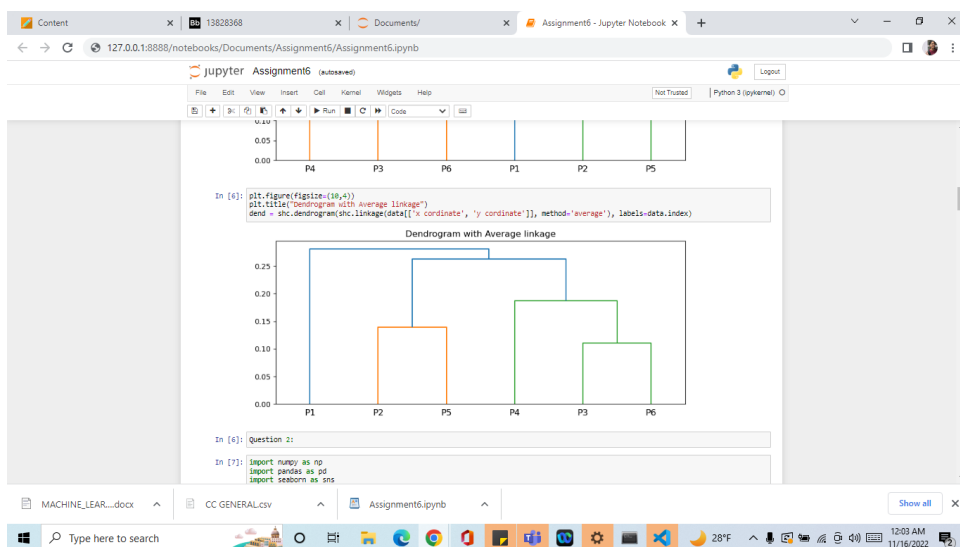 Content
Bb 13828368
Documents/
Assignment6 - Jupyter Notebook
127.0.0.1:8888/notebooks/Documents/Assignment6/Assignment6.ipynb
jupyter Assignment6 (autosaved)
Logout
File Edit View Insert Cell Kernel Widgets Help
Not Trusted
Python 3 (ipykernel)
Run
Code
0.10
0.05
0.00
P4 P3 P6 P1 P2 P5
In [6]: plt.figure(figsize=(10,4))
plt.title("Dendrogram with Average linkage")
dend = shc.dendrogram(shc.linkage(data[['x cordinate', 'y cordinate']], method='average'), labels=data.index)
Dendrogram with Average linkage
0.25
0.20
0.15
0.10
0.05
0.00
P1 P2 P5 P4 P3 P6
In [6]: Question 2:
In [7]: import numpy as np
import pandas as pd
import seaborn as sns
MACHINE_LEAR....docx
CC GENERAL.csv
Assignment6.ipynb
Show all
Type here to search
28°F
12:03 AM
11/16/2022
2